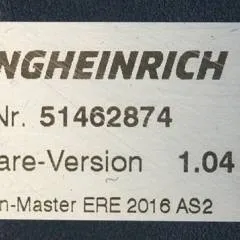 NGHEINRICH
Nr. 51462874
are-Version 1.04
n-Master ERE 2016 AS2